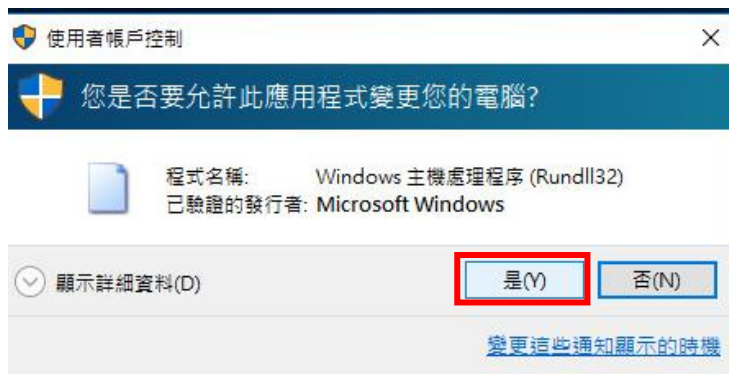 使用者帳戶控制
您是否要允許此應用程式變更您的電腦?
程式名稱: Windows 主機處理程序 (Rundll32)
已驗證的發行者: Microsoft Windows
顯示詳細資料(D)
是(Y) 否(N)
變更這些通知顯示的時機